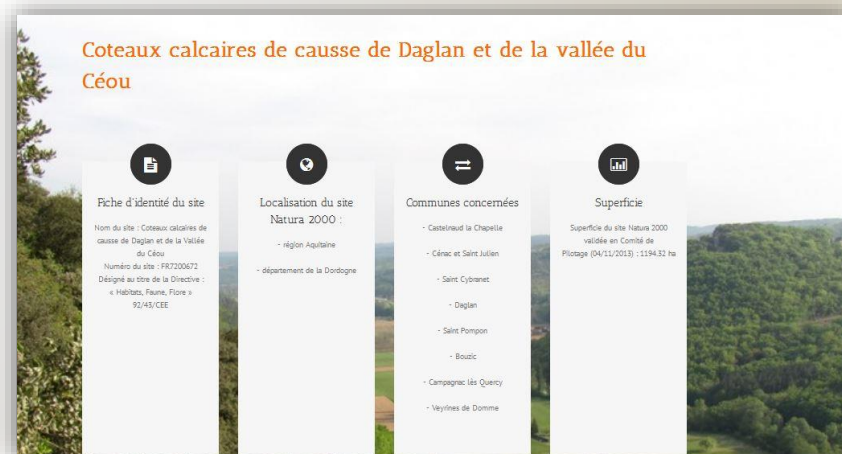 Coteaux calcaires de causse de Daglan et de la vallée du
Céou
Fiche d'identité du site
Nom du site : Coteaux calcaires de
causse de Daglan et de la Vallée
du Céou
Numéro du site : FR7200672
Désigné au titre de la Directive :
« Habitats, Faune, Flore »
92/43/CEE
Localisation du site
Natura 2000 :
- région Aquitaine
- département de la Dordogne
Communes concernées
- Castelnaud la Chapelle
- Cénac et Saint Julien
- Saint Cybranet
- Daglan
- Saint Pompon
- Bouzic
- Campagnac lès Quercy
- Veyrines de Domme
Superficie
Superficie du site Natura 2000
validée en Comité de
Pilotage (04/11/2013) : 1194.32 ha